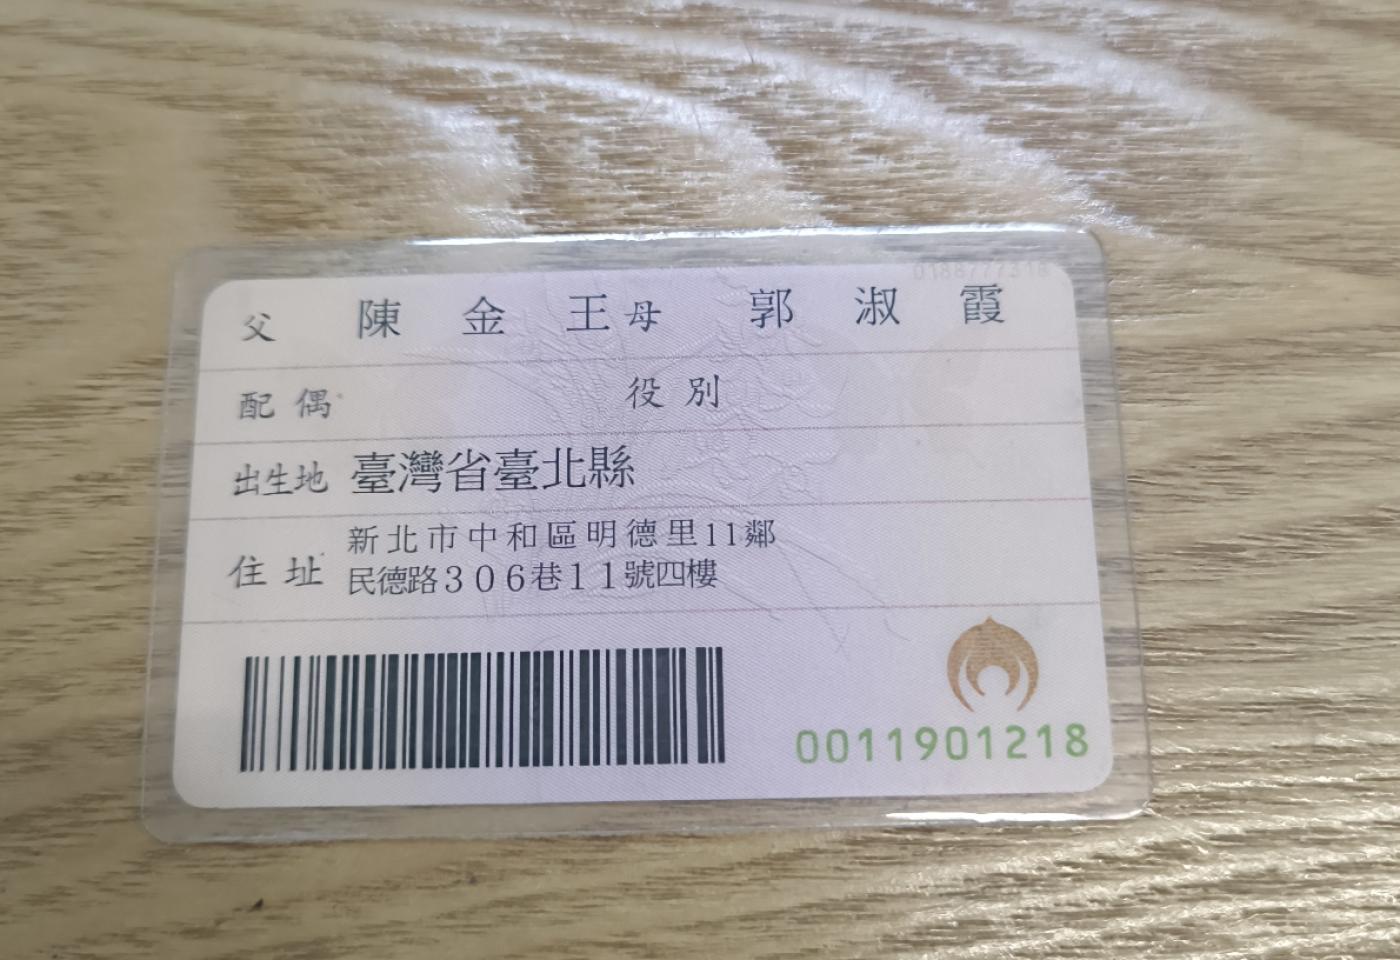 0188777318
父 陳金王 母 郭淑霞
配偶 役別
出生地 臺灣省臺北縣
住址 新北市中和區明德里11鄰
民德路306巷11號四樓
0011901218